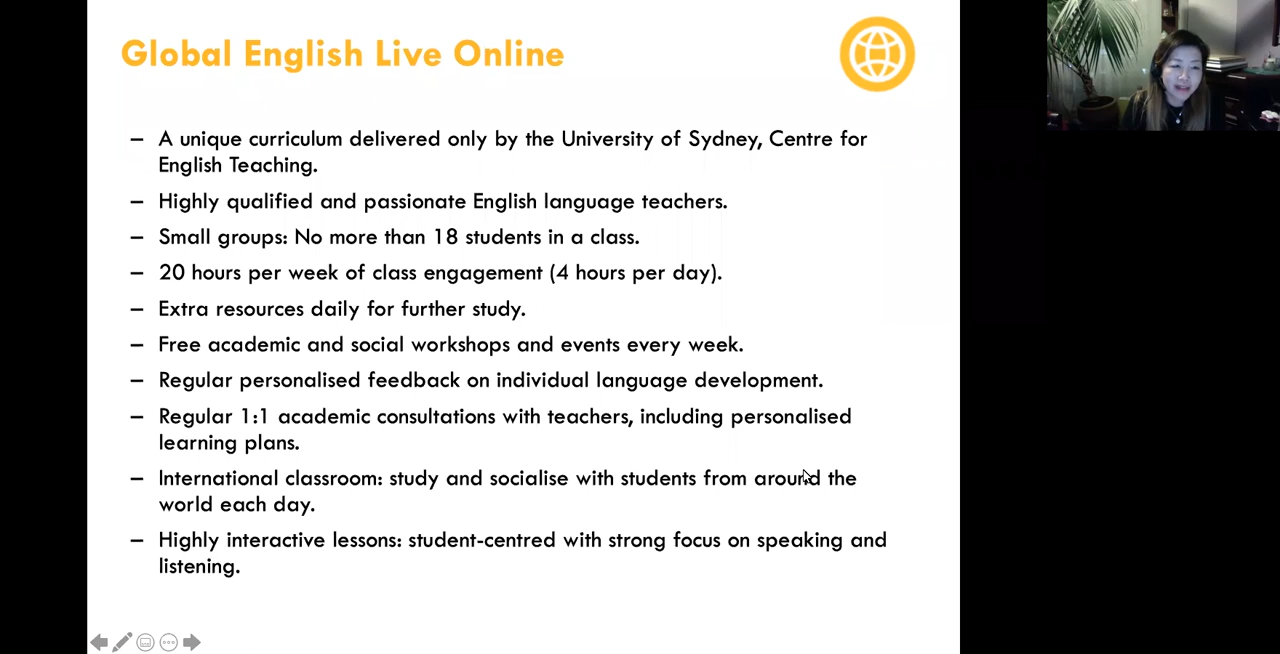 Global English Live Online
– A unique curriculum delivered only by the University of Sydney, Centre for
English Teaching.
– Highly qualified and passionate English language teachers.
– Small groups: No more than 18 students in a class.
– 20 hours per week of class engagement (4 hours per day).
– Extra resources daily for further study.
– Free academic and social workshops and events every week.
– Regular personalised feedback on individual language development.
– Regular 1:1 academic consultations with teachers, including personalised
learning plans.
– International classroom: study and socialise with students from around the
world each day.
– Highly interactive lessons: student-centred with strong focus on speaking and
listening.